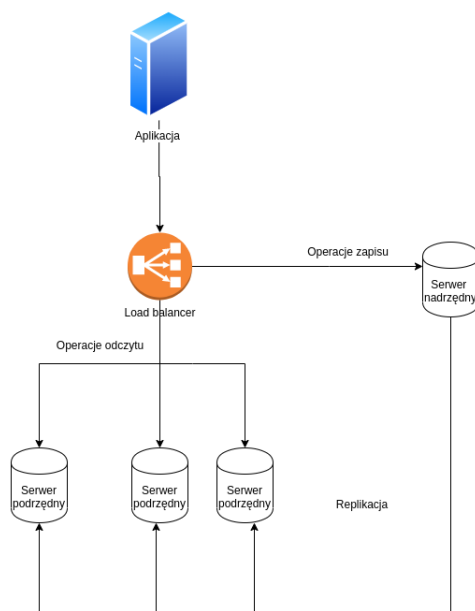 Aplikacja
Operacje zapisu
Serwer
nadrzędny
Load balancer
Operacje odczytu
Serwer
podrzędny
Serwer
podrzędny
Serwer
podrzędny
Replikacja